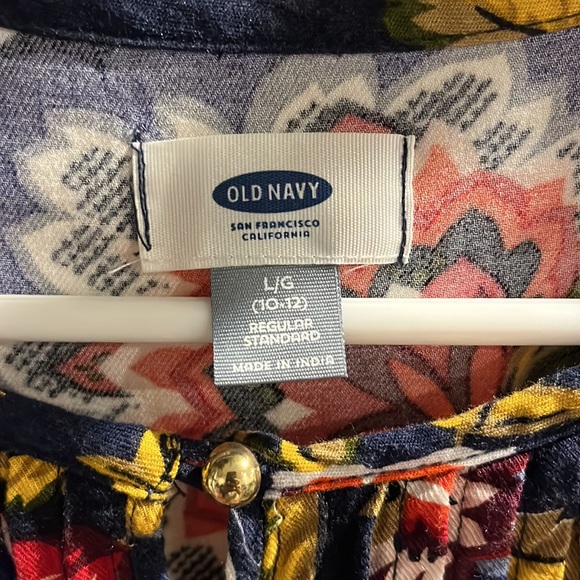 OLD NAVY
SAN FRANCISCO
CALIFORNIA
L/G
(10-12)
REGULAR
STANDARD
MADE IN INDIA